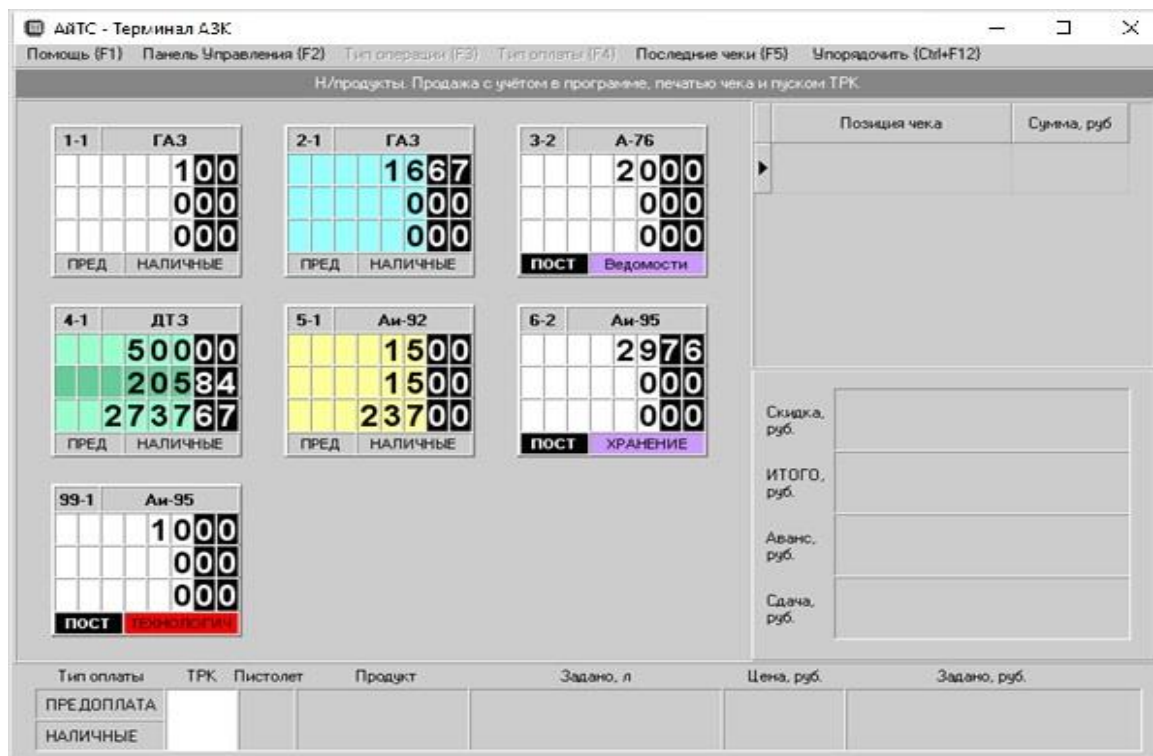 АйТС - Терминал АЗК
Помощь (F1) Панель Управления (F2) Тип операции (F3) Тип оплаты (F4) Последние чеки (F5) Упорядочить (Ctrl+F12)
Н/продукты. Продажа с учётом в программе, печатью чека и пуском ТРК.
1-1 ГАЗ
100
000
000
ПРЕД НАЛИЧНЫЕ
2-1 ГАЗ
1667
000
000
ПРЕД НАЛИЧНЫЕ
3-2 А-76
2000
000
000
ПОСТ Ведомости
Позиция чека Сумма, руб
4-1 ДТЗ
50000
20584
273767
ПРЕД НАЛИЧНЫЕ
5-1 Аи-92
1500
1500
23700
ПРЕД НАЛИЧНЫЕ
6-2 Аи-95
2976
000
000
ПОСТ ХРАНЕНИЕ
99-1 Аи-95
1000
000
000
ПОСТ ТЕХНОЛОГИЧ
Скидка,
руб.
ИТОГО,
руб.
Аванс,
руб.
Сдача,
руб.
Тип оплаты ТРК Пистолет Продукт Задано, л Цена, руб. Задано, руб.
ПРЕДОПЛАТА
НАЛИЧНЫЕ